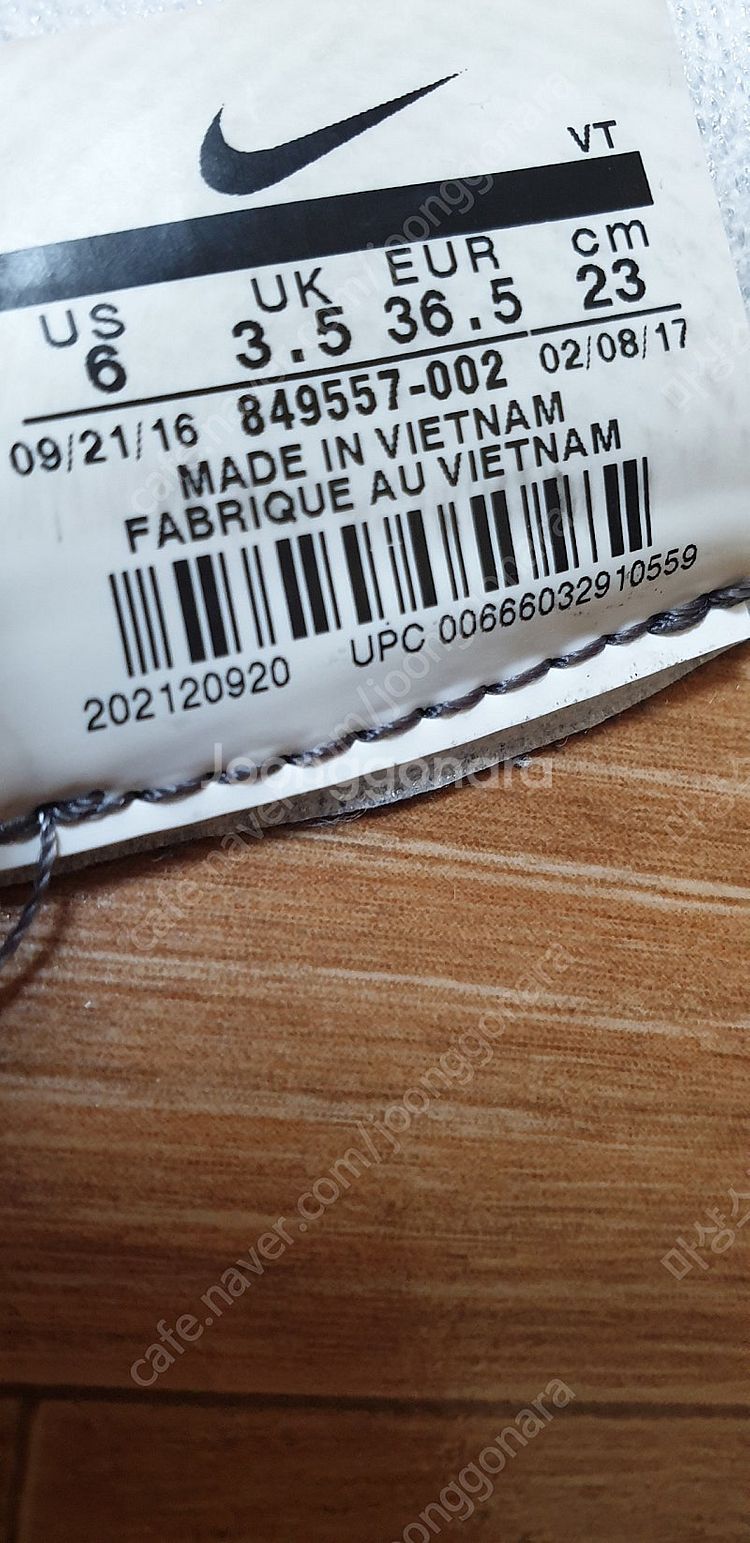 VT
US UK EUR cm
6 3.5 36.5 23
09/21/16 849557-002 02/08/17
MADE IN VIETNAM
FABRIQUE AU VIETNAM
202120920 UPC 00666032910559
Joonggonara
cafe.naver.com/joonggonara